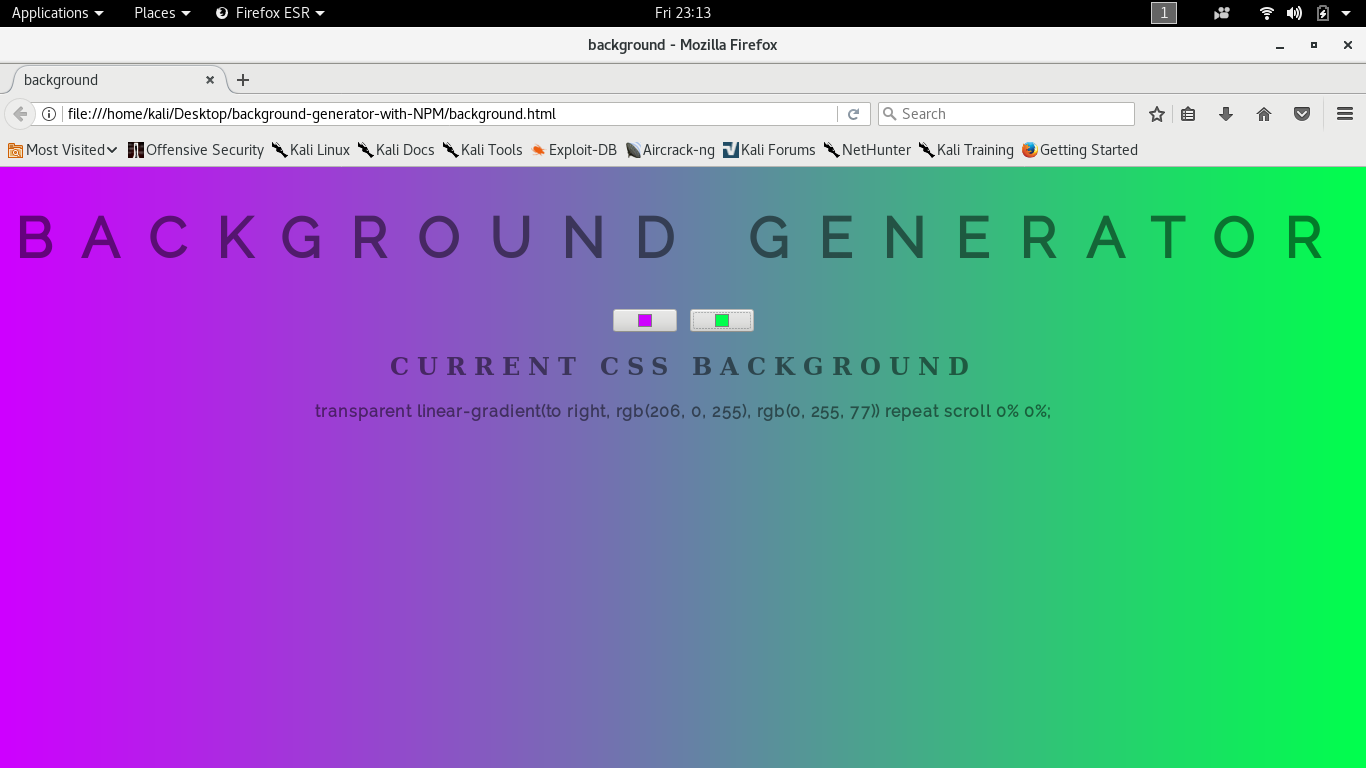 Applications Places Firefox ESR Fri 23:13 1
background - Mozilla Firefox
background
file:///home/kali/Desktop/background-generator-with-NPM/background.html Search
Most Visited Offensive Security Kali Linux Kali Docs Kali Tools Exploit-DB Aircrack-ng Kali Forums NetHunter Kali Training Getting Started
BACKGROUND GENERATOR
CURRENT CSS BACKGROUND
transparent linear-gradient(to right, rgb(206, 0, 255), rgb(0, 255, 77)) repeat scroll 0% 0%;